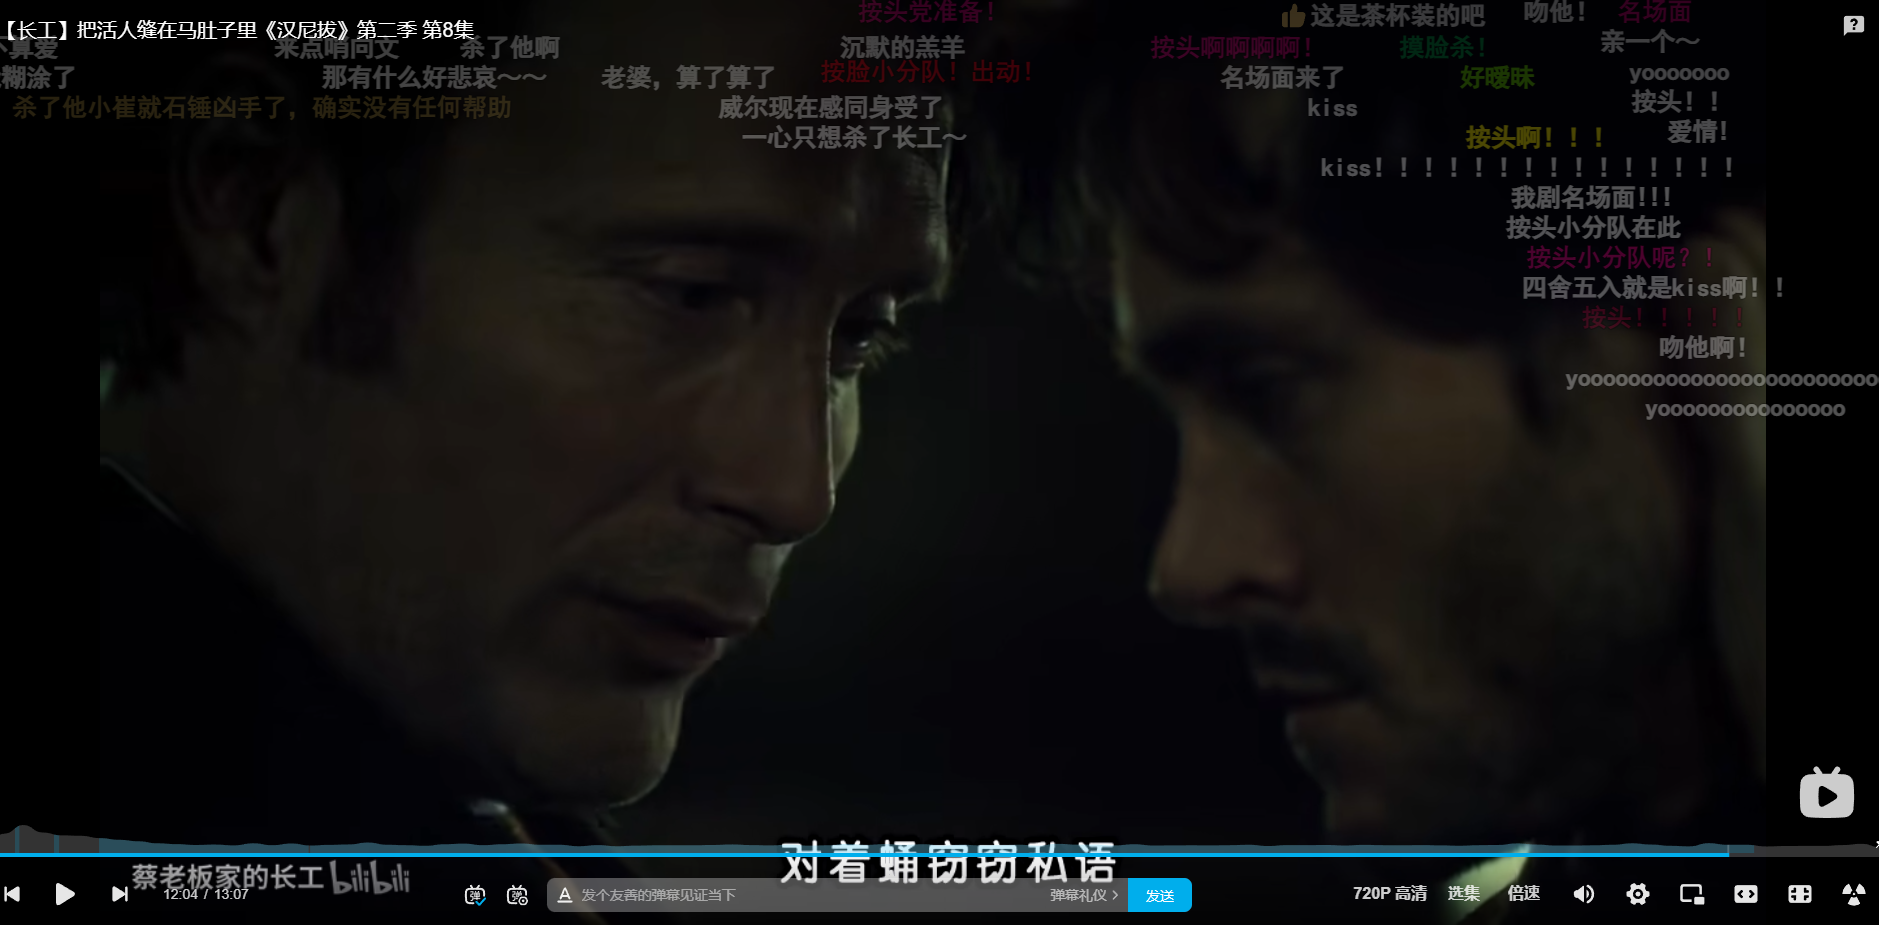 按头党准备！
这是茶杯装的吧
吻他！
名场面
【长工】把活人缝在马肚子里《汉尼拔》第二季 第8集
不算爱
来点哨向文
杀了他啊
沉默的羔羊
按头啊啊啊啊！
摸脸杀！
亲一个～
糊涂了
那有什么好悲哀～～
老婆，算了算了
按脸小分队！出动！
名场面来了
好暧昧
yooooooo
杀了他小崔就石锤凶手了，确实没有任何帮助
威尔现在感同身受了
kiss
按头！！
一心只想杀了长工～
按头啊！！！
爱情！
kiss！！！！！！！！！！！！！！！
我剧名场面!!!
按头小分队在此
按头小分队呢？！
四舍五入就是kiss啊！！
按头！！！！！
吻他啊！
yoooooooooooooooooooooooo
yooooooooooooooo
对着蛹窃窃私语
蔡老板家的长工 bilibili
12:04 / 13:07
弹
弹
A 发个友善的弹幕见证当下
弹幕礼仪 >
发送
720P 高清
选集
倍速